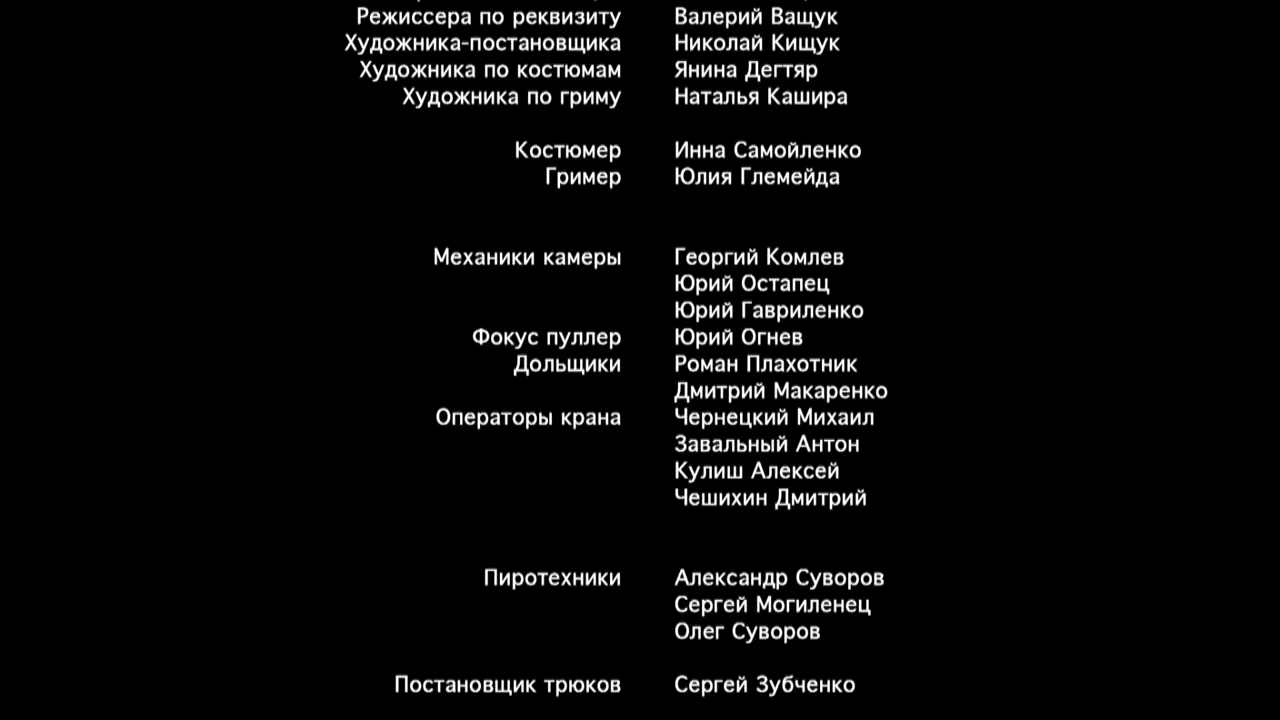 Режиссера по реквизиту Валерий Ващук
Художника-постановщика Николай Кищук
Художника по костюмам Янина Дегтяр
Художника по гриму Наталья Кашира
Костюмер Инна Самойленко
Гример Юлия Глемейда
Механики камеры Георгий Комлев
Юрий Остапец
Юрий Гавриленко
Фокус пуллер Юрий Огнев
Дольщики Роман Плахотник
Дмитрий Макаренко
Операторы крана Чернецкий Михаил
Завальный Антон
Кулиш Алексей
Чешихин Дмитрий
Пиротехники Александр Суворов
Сергей Могиленец
Олег Суворов
Постановщик трюков Сергей Зубченко